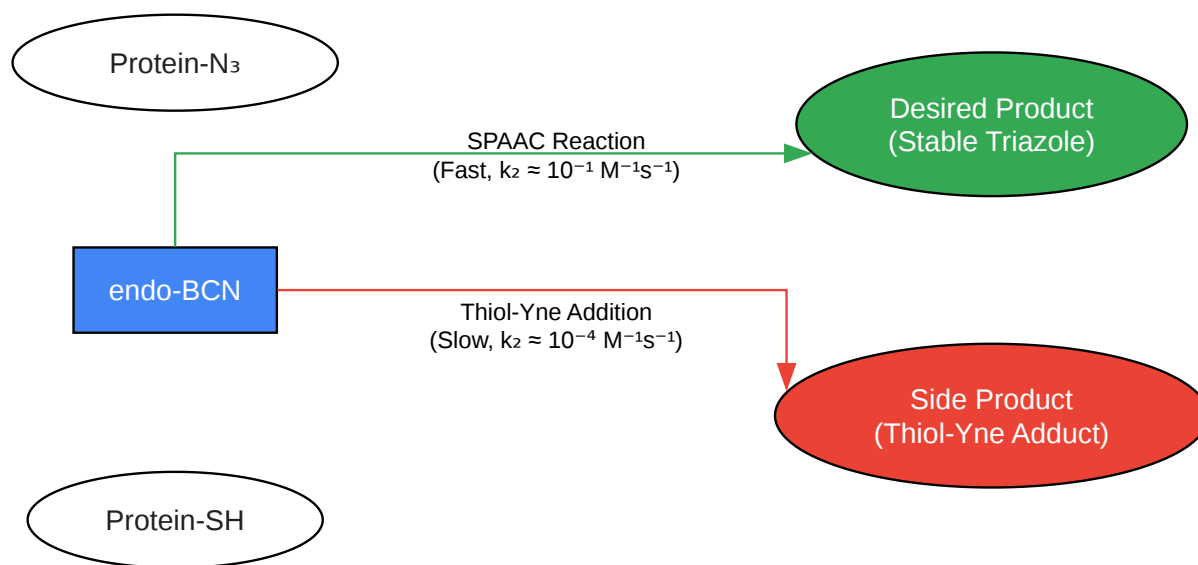 Protein-N₃
Desired Product
(Stable Triazole)
SPAAC Reaction
(Fast, k₂ ≈ 10⁻¹ M⁻¹s⁻¹)
endo-BCN
Thiol-Yne Addition
(Slow, k₂ ≈ 10⁻⁴ M⁻¹s⁻¹)
Side Product
(Thiol-Yne Adduct)
Protein-SH